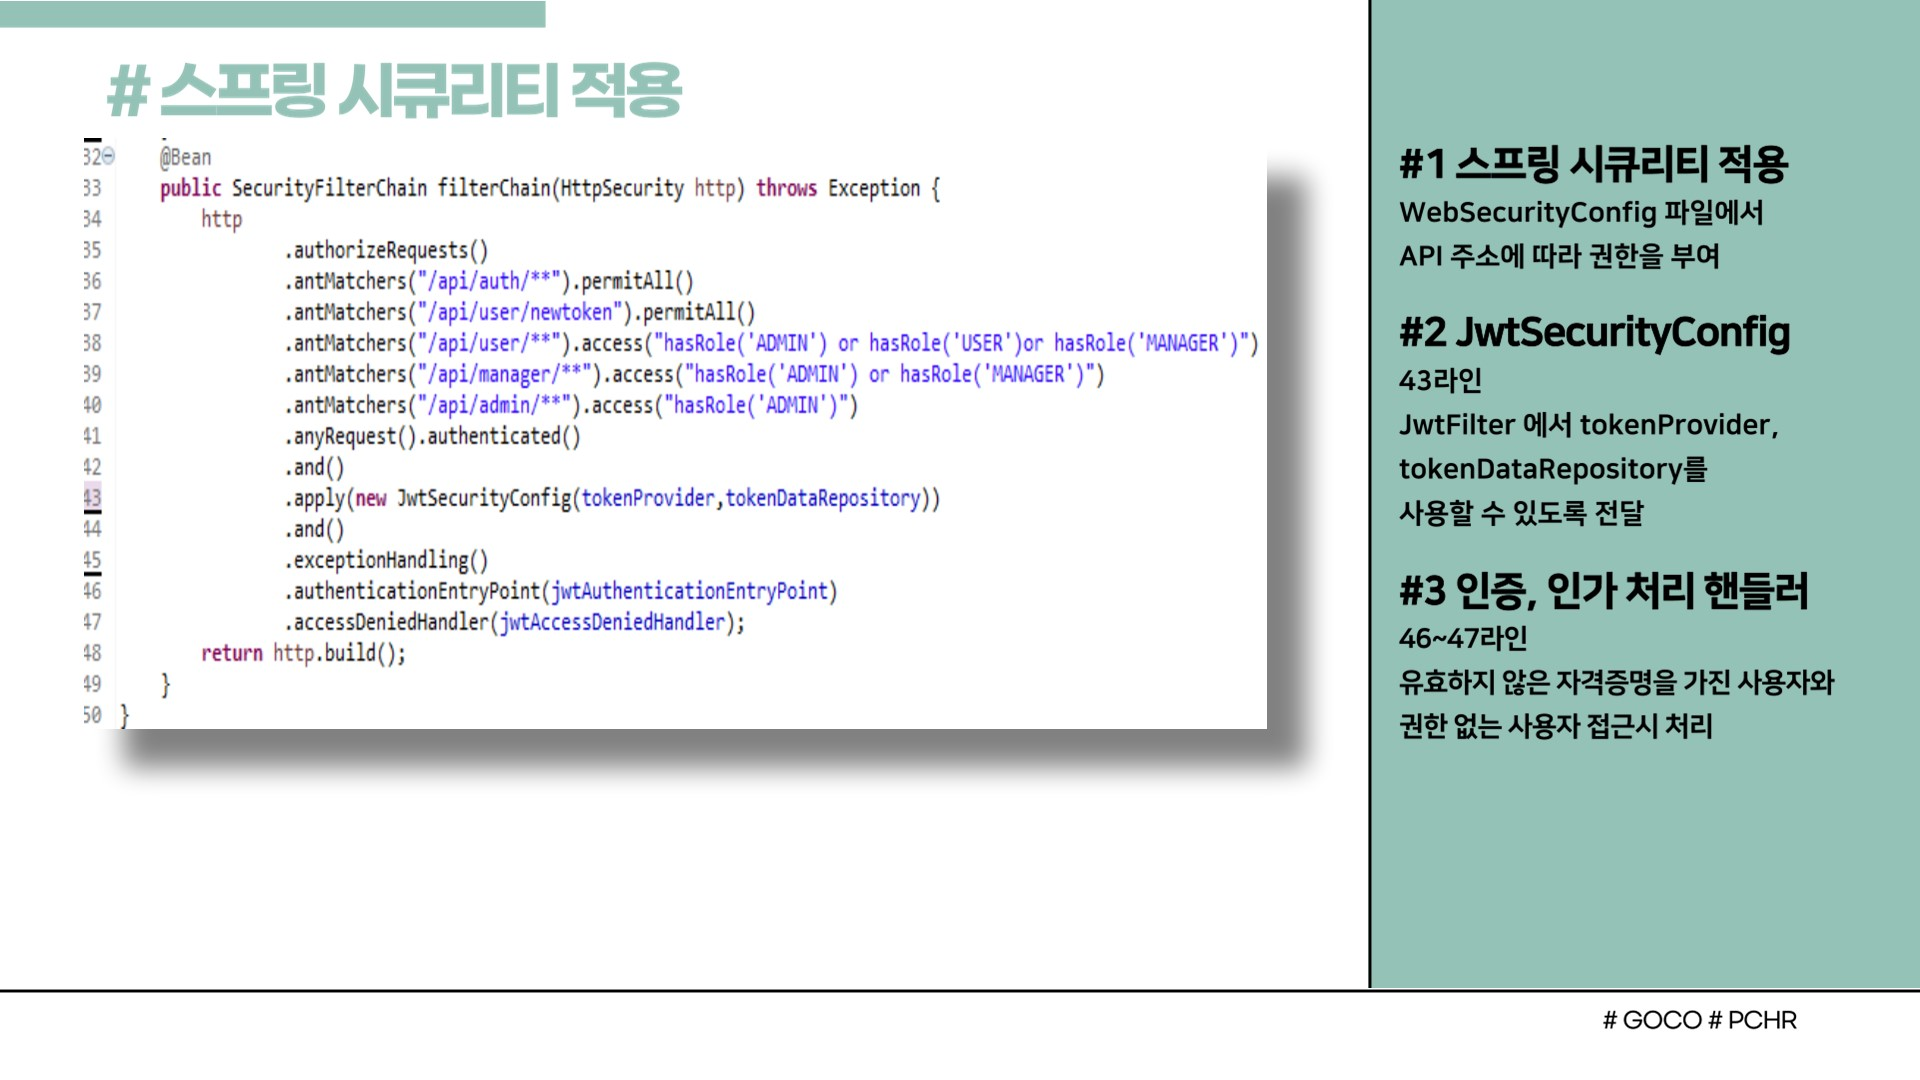 # 스프링 시큐리티 적용
32 @Bean
33 public SecurityFilterChain filterChain(HttpSecurity http) throws Exception {
34 http
35 .authorizeRequests()
36 .antMatchers("/api/auth/**").permitAll()
37 .antMatchers("/api/user/newtoken").permitAll()
38 .antMatchers("/api/user/**").access("hasRole('ADMIN') or hasRole('USER')or hasRole('MANAGER')")
39 .antMatchers("/api/manager/**").access("hasRole('ADMIN') or hasRole('MANAGER')")
40 .antMatchers("/api/admin/**").access("hasRole('ADMIN')")
41 .anyRequest().authenticated()
42 .and()
43 .apply(new JwtSecurityConfig(tokenProvider,tokenDataRepository))
44 .and()
45 .exceptionHandling()
46 .authenticationEntryPoint(jwtAuthenticationEntryPoint)
47 .accessDeniedHandler(jwtAccessDeniedHandler);
48 return http.build();
49 }
50 }
#1 스프링 시큐리티 적용
WebSecurityConfig 파일에서
API 주소에 따라 권한을 부여
#2 JwtSecurityConfig
43라인
JwtFilter 에서 tokenProvider,
tokenDataRepository를
사용할 수 있도록 전달
#3 인증, 인가 처리 핸들러
46~47라인
유효하지 않은 자격증명을 가진 사용자와
권한 없는 사용자 접근시 처리
# GOCO # PCHR